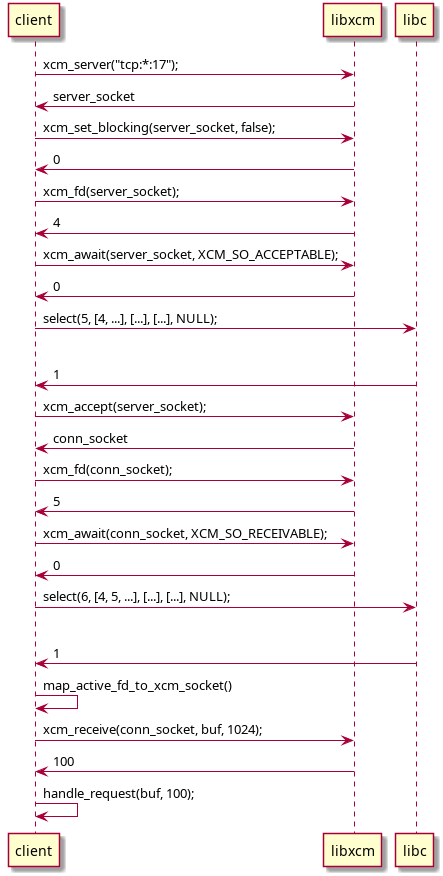 client libxcm libc
xcm_server("tcp:*:17");
server_socket
xcm_set_blocking(server_socket, false);
0
xcm_fd(server_socket);
4
xcm_await(server_socket, XCM_SO_ACCEPTABLE);
0
select(5, [4, ...], [...], [...], NULL);
1
xcm_accept(server_socket);
conn_socket
xcm_fd(conn_socket);
5
xcm_await(conn_socket, XCM_SO_RECEIVABLE);
0
select(6, [4, 5, ...], [...], [...], NULL);
1
map_active_fd_to_xcm_socket()
xcm_receive(conn_socket, buf, 1024);
100
handle_request(buf, 100);
client libxcm libc